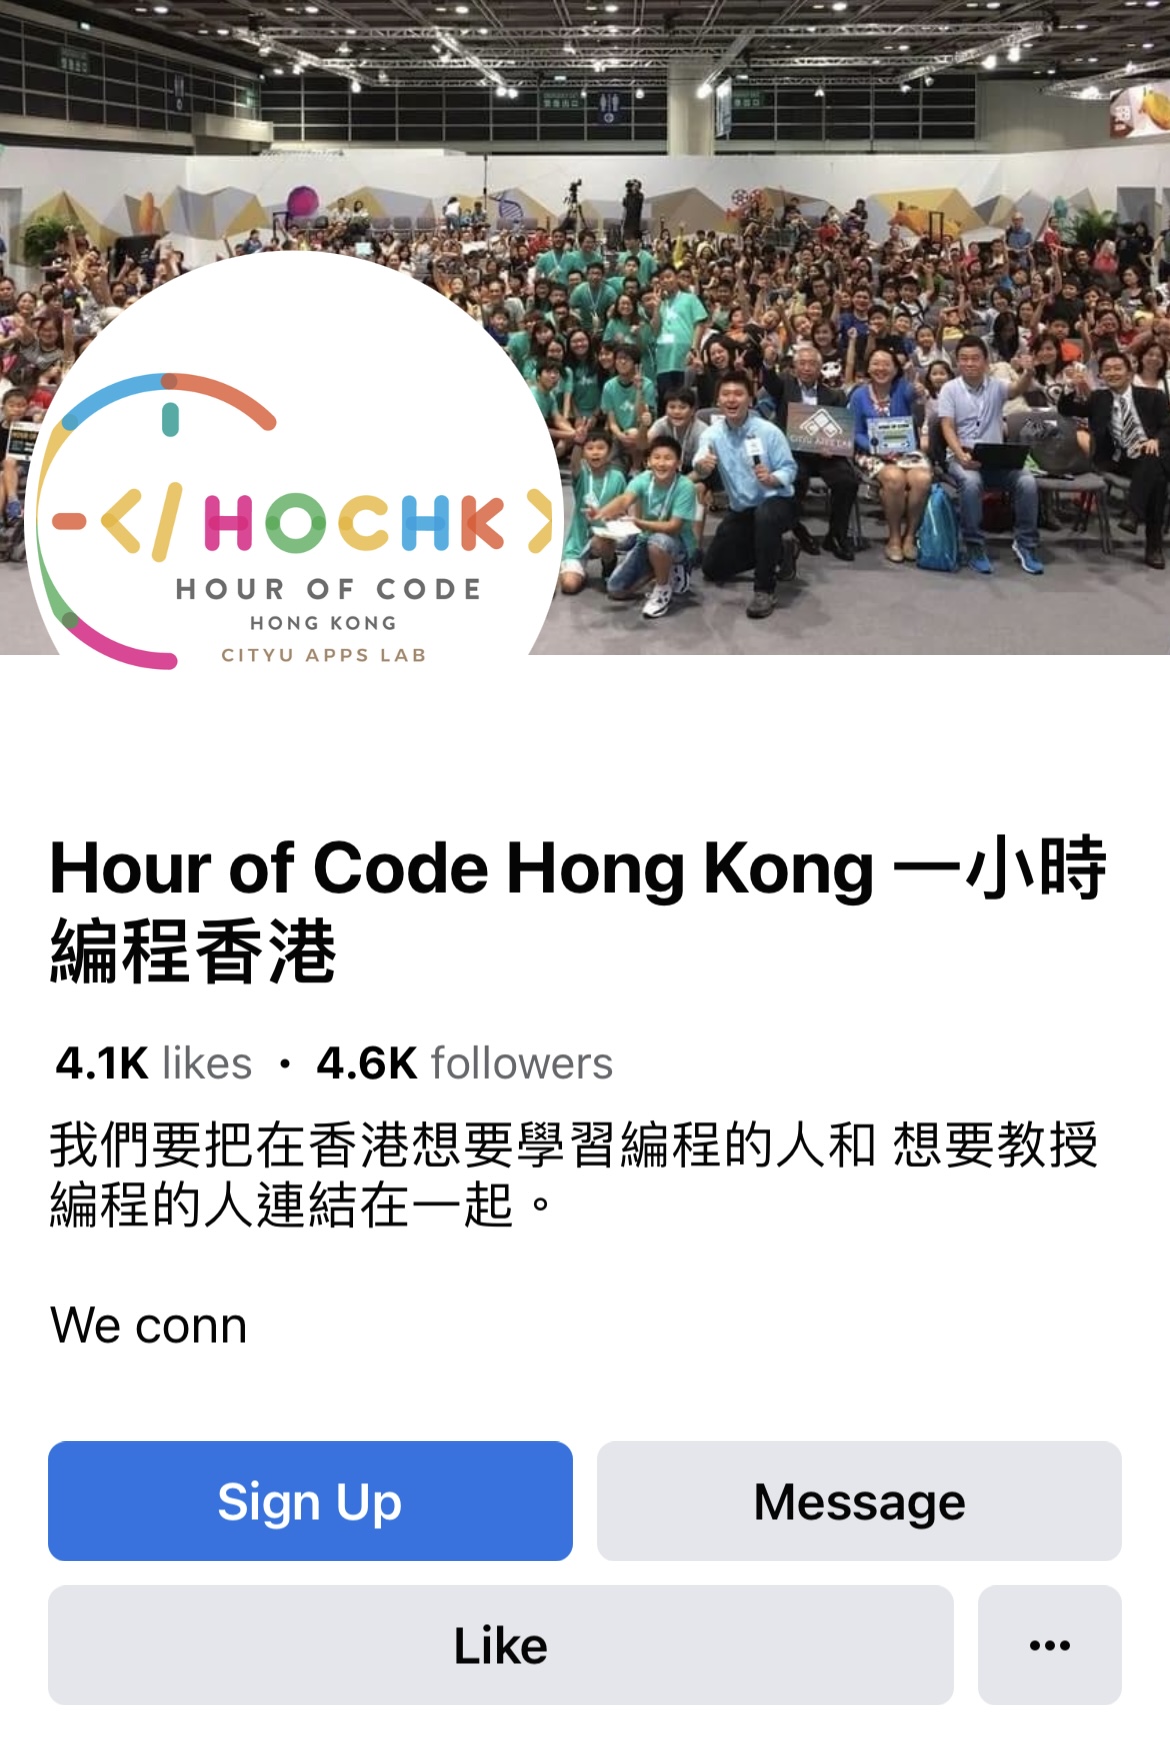 CITYU APPS LAB
</ HOCHK >
HOUR OF CODE
HONG KONG
CITYU APPS LAB
Hour of Code Hong Kong 一小時
編程香港
4.1K likes · 4.6K followers
我們要把在香港想要學習編程的人和 想要教授
編程的人連結在一起。
We conn
Sign Up
Message
Like